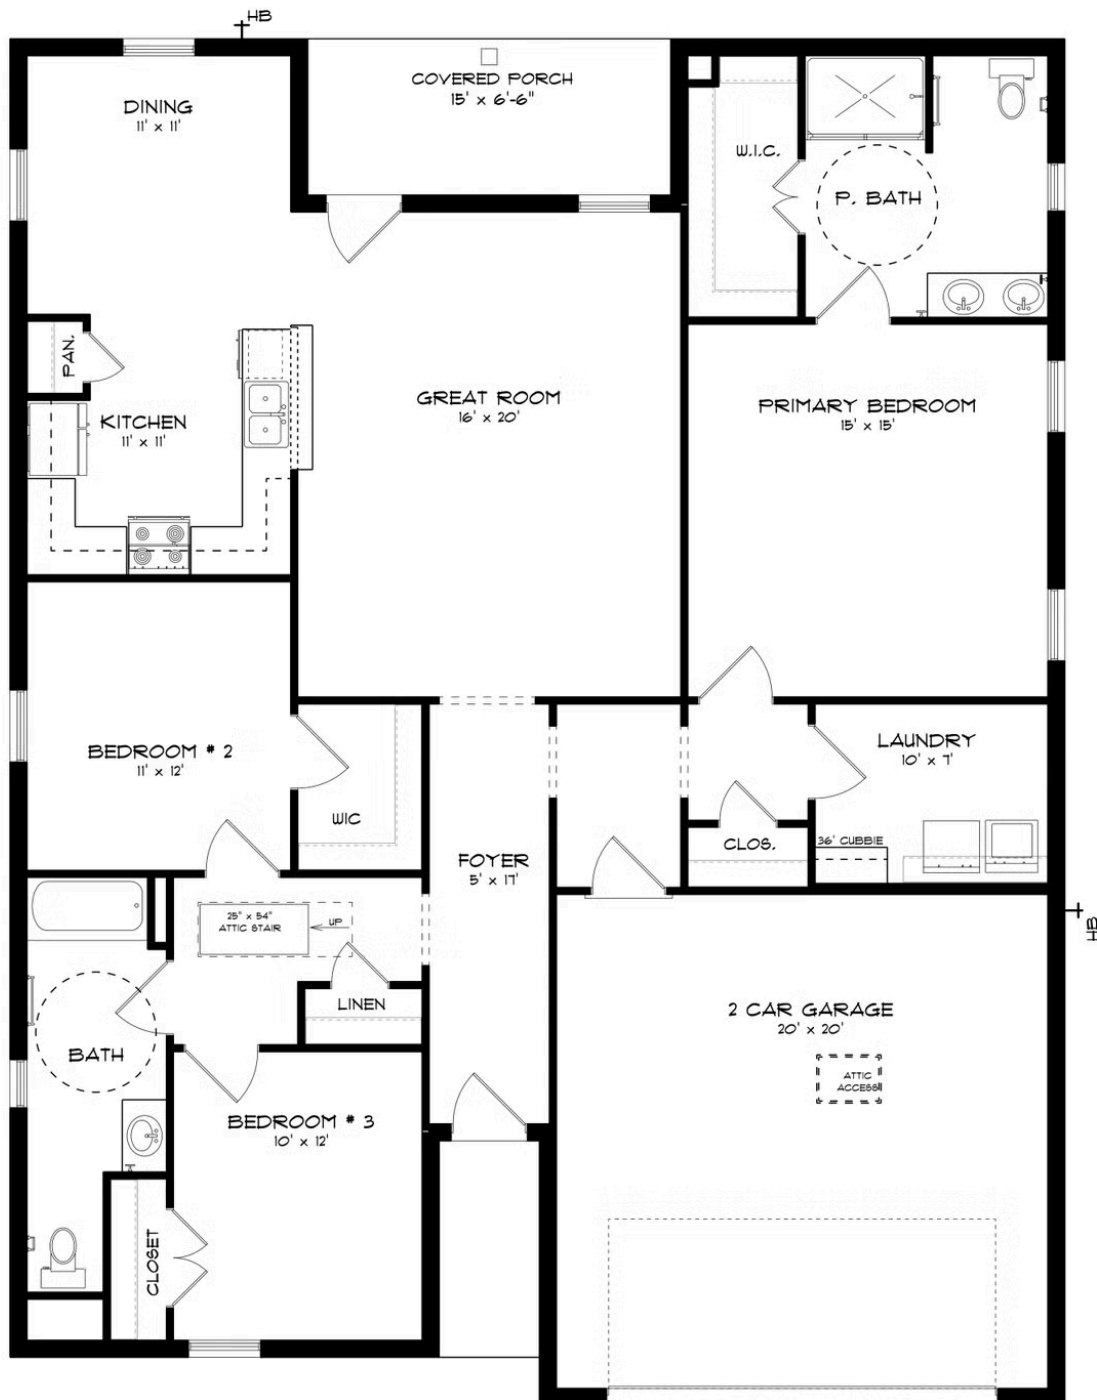 HB
COVERED PORCH
15' x 6'-6"
DINING
11' x 11'
W.I.C.
P. BATH
PAN.
KITCHEN
11' x 11'
GREAT ROOM
16' x 20'
PRIMARY BEDROOM
15' x 15'
BEDROOM # 2
11' x 12'
WIC
LAUNDRY
10' x 7'
CLOS.
36' CUBBIE
FOYER
5' x 17'
25" x 54"
ATTIC STAIR
UP
HB
LINEN
2 CAR GARAGE
20' x 20'
BATH
ATTIC
ACCESS
BEDROOM # 3
10' x 12'
CLOSET